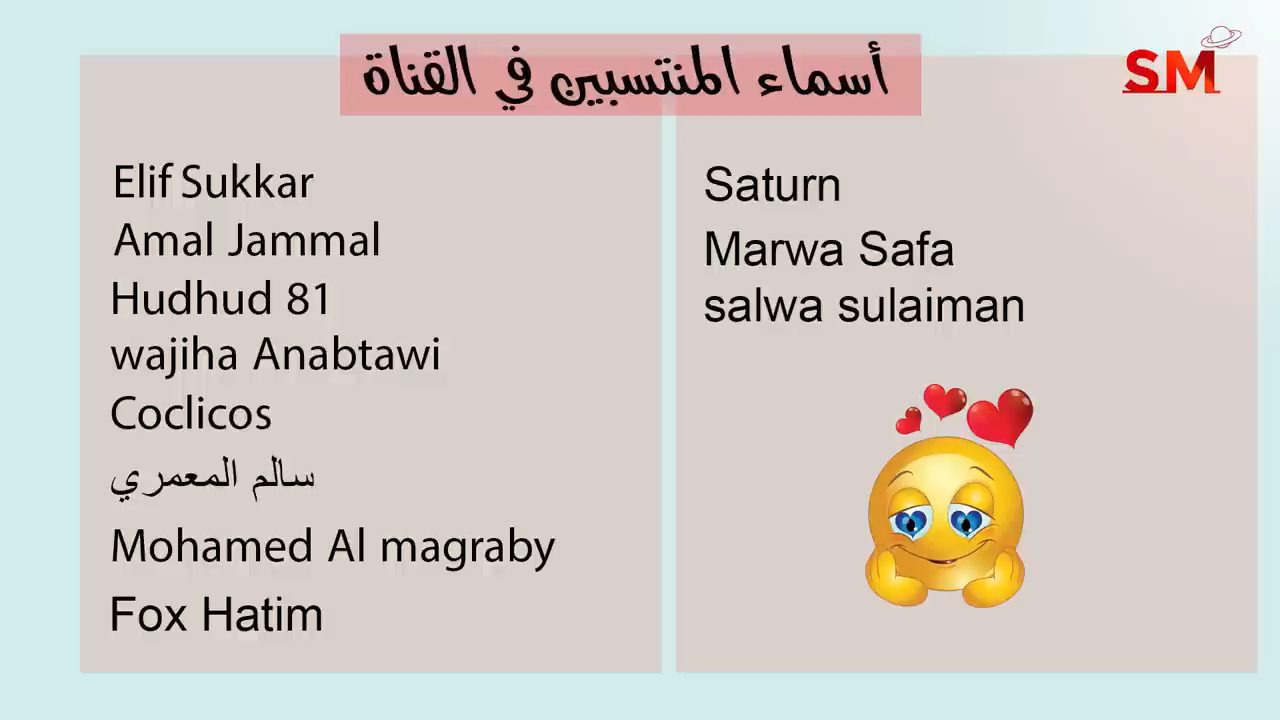 أسماء المنتسبين في القناة
SM
Elif Sukkar
Amal Jammal
Hudhud 81
wajiha Anabtawi
Coclicos
سالم المعمري
Mohamed Al magraby
Fox Hatim
Saturn
Marwa Safa
salwa sulaiman